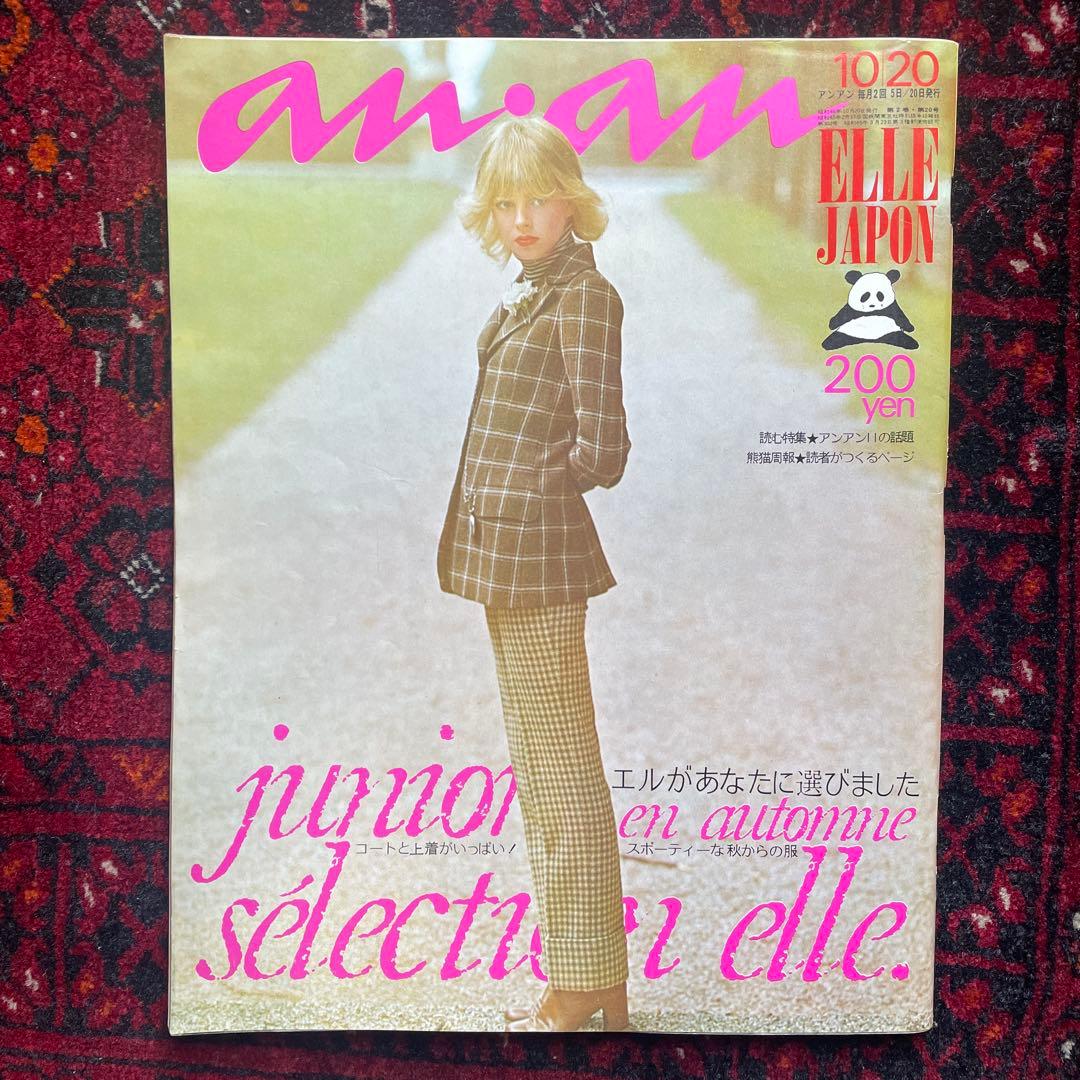 an・an
10|20
アンアン 毎月2回 5日/20日発行
ELLE
JAPON
200
yen
読む特集★アンアン11の話題
熊猫周報★読者がつくるページ
junior
エルがあなたに選びました
en automne
コートと上着がいっぱい!
スポーティーな秋からの服
sélection elle.